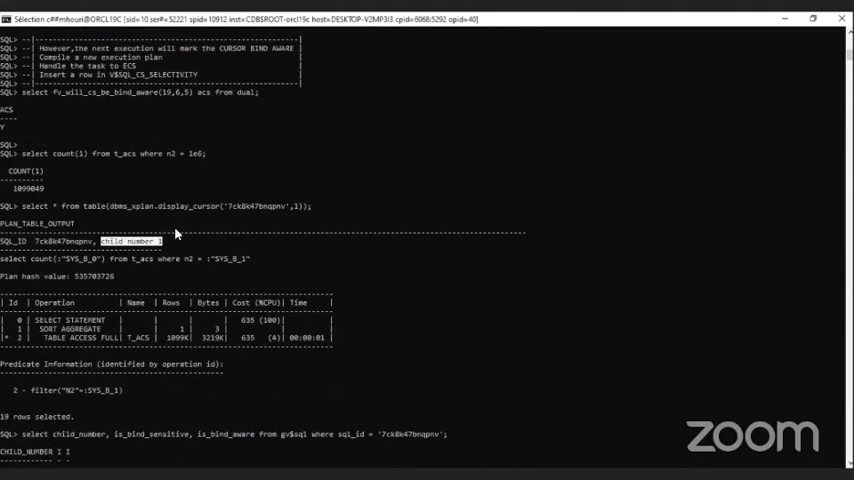 Sélection c##mhouri@ORCL19C [sid=10 ser#=52221 spid=10912 inst=CDB$ROOT-orcl19c host=DESKTOP-V2MP3I3 cpid=6068:5292 opid=40]
SQL> --|------------------------------------------------------------|
SQL> --| However,the next execution will mark the CURSOR BIND AWARE |
SQL> --| Compile a new execution plan |
SQL> --| Handle the task to ECS |
SQL> --| Insert a row in V$SQL_CS_SELECTIVITY |
SQL> --|------------------------------------------------------------|
SQL> select fv_will_cs_be_bind_aware(19,6,5) acs from dual;
ACS
----
Y
SQL>
SQL> select count(1) from t_acs where n2 = 1e6;
COUNT(1)
----------
1099049
SQL> select * from table(dbms_xplan.display_cursor('7ck8k47bnqpnv',1));
PLAN_TABLE_OUTPUT
--------------------------------------------------------------------------------
SQL_ID 7ck8k47bnqpnv, child number 1
-------------------------------------
select count(:"SYS_B_0") from t_acs where n2 = :"SYS_B_1"
Plan hash value: 535703726
---------------------------------------------------------------------------
| Id | Operation | Name | Rows | Bytes | Cost (%CPU)| Time |
---------------------------------------------------------------------------
| 0 | SELECT STATEMENT | | | | 635 (100)| |
| 1 | SORT AGGREGATE | | 1 | 3 | | |
|* 2 | TABLE ACCESS FULL| T_ACS | 1099K| 3219K| 635 (4)| 00:00:01 |
---------------------------------------------------------------------------
Predicate Information (identified by operation id):
---------------------------------------------------
2 - filter("N2"=:SYS_B_1)
19 rows selected.
SQL> select child_number, is_bind_sensitive, is_bind_aware from gv$sql where sql_id = '7ck8k47bnqpnv';
CHILD_NUMBER I I
------------ - -
zoom